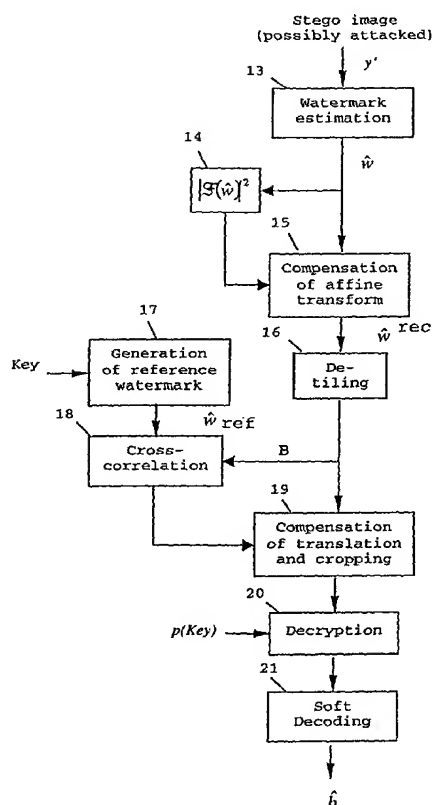 Stego image
(possibly attacked)
13
y'
Watermark
estimation
14
ŵ
|𝔉(ŵ)|²
15
Compensation
of affine
transform
17
16
ŵ rec
Key
Generation
of reference
watermark
De-
tiling
18
ŵ ref
Cross-
correlation
B
19
Compensation
of translation
and cropping
20
p(Key)
Decryption
21
Soft
Decoding
b̂